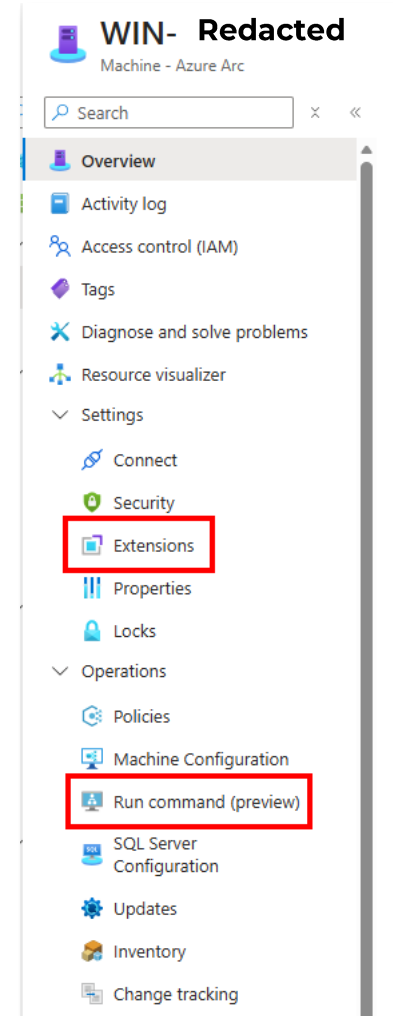 WIN- Redacted
Machine - Azure Arc
Search
Overview
Activity log
Access control (IAM)
Tags
Diagnose and solve problems
Resource visualizer
Settings
Connect
Security
Extensions
Properties
Locks
Operations
Policies
Machine Configuration
Run command (preview)
SQL Server
Configuration
Updates
Inventory
Change tracking